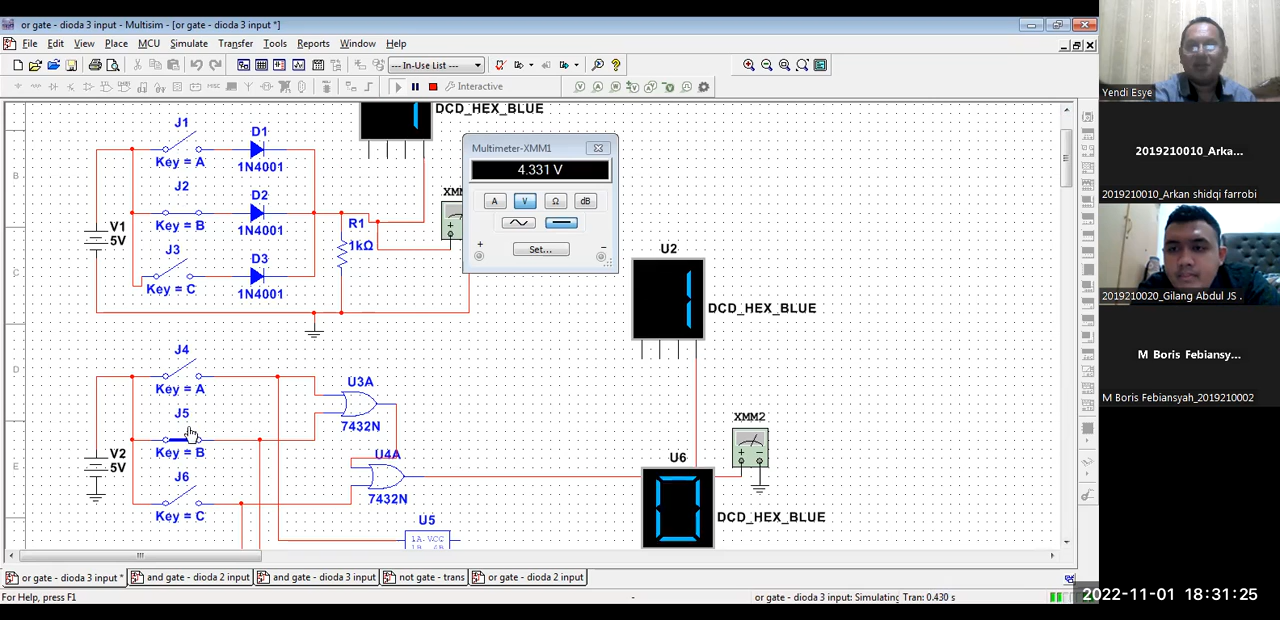 or gate - dioda 3 input - Multisim - [or gate - dioda 3 input *]
File Edit View Place MCU Simulate Transfer Tools Reports Window Help
--- In-Use List ---
Interactive
DCD_HEX_BLUE
1
J1
Key = A
D1
1N4001
J2
Key = B
D2
1N4001
J3
Key = C
D3
1N4001
V1
5V
R1
1kΩ
Multimeter-XMM1
4.331 V
A V Ω dB
Set...
+ -
U2
1
DCD_HEX_BLUE
J4
Key = A
J5
Key = B
J6
Key = C
V2
5V
U3A
7432N
U4A
7432N
U5
1A VCC
XMM2
U6
0
DCD_HEX_BLUE
B
C
D
E
or gate - dioda 3 input * and gate - dioda 2 input and gate - dioda 3 input not gate - trans or gate - dioda 2 input
For Help, press F1
or gate - dioda 3 input: Simulating Tran: 0.430 s
Yendi Esye
2019210010_Arka...
2019210010_Arkan shidqi farrobi
2019210020_Gilang Abdul JS .
M Boris Febiansy...
M Boris Febiansyah_2019210002
2022-11-01 18:31:25